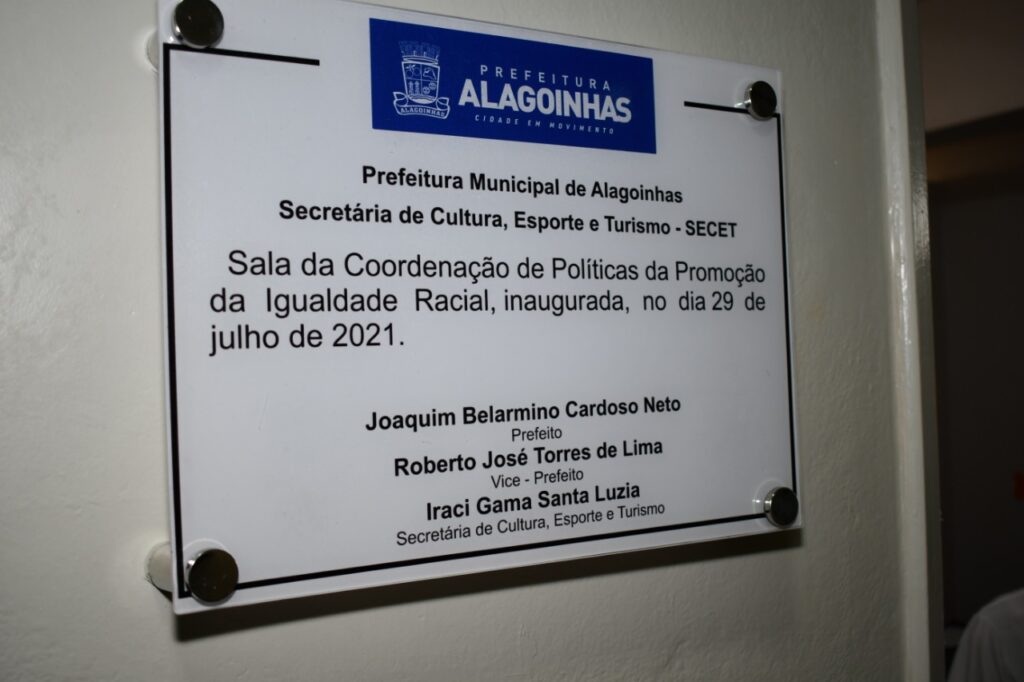 PREFEITURA
ALAGOINHAS
CIDADE EM MOVIMENTO
ALAGOINHAS
Prefeitura Municipal de Alagoinhas
Secretária de Cultura, Esporte e Turismo - SECET
Sala da Coordenação de Políticas da Promoção
da Igualdade Racial, inaugurada, no dia 29 de
julho de 2021.
Joaquim Belarmino Cardoso Neto
Prefeito
Roberto José Torres de Lima
Vice - Prefeito
Iraci Gama Santa Luzia
Secretária de Cultura, Esporte e Turismo